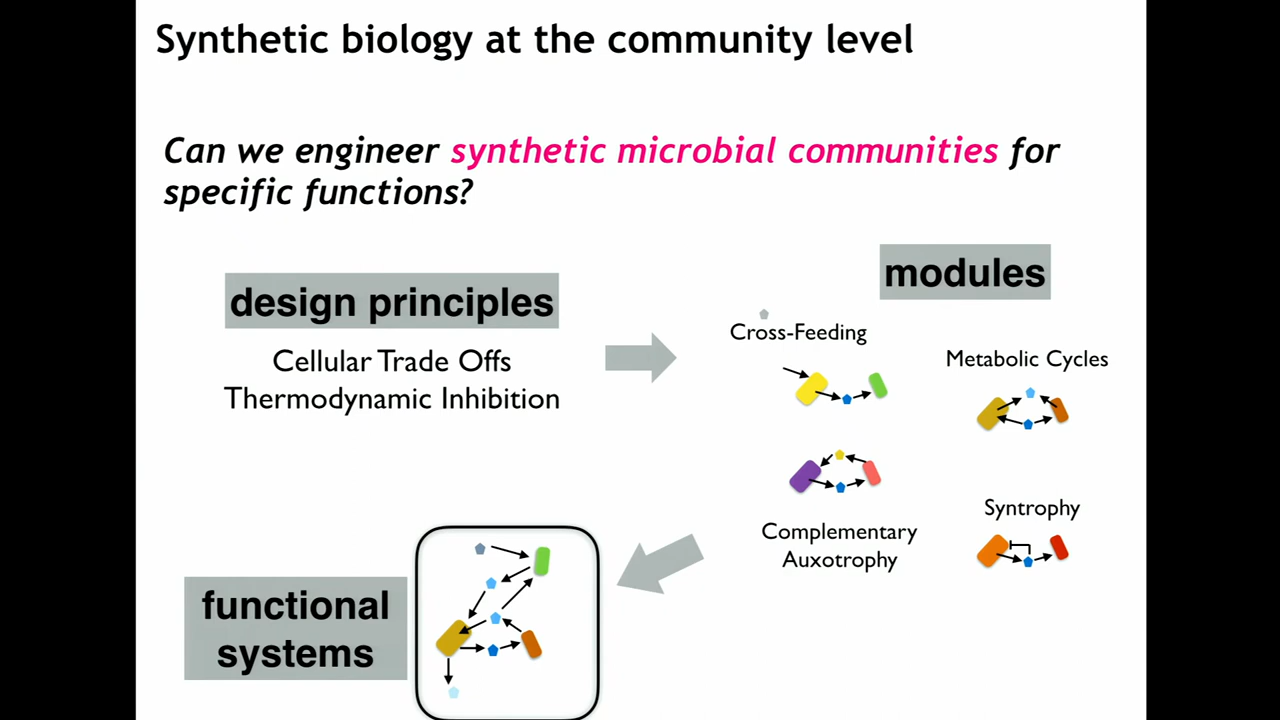 Synthetic biology at the community level
Can we engineer synthetic microbial communities for
specific functions?
design principles
Cellular Trade Offs
Thermodynamic Inhibition
modules
Cross-Feeding
Metabolic Cycles
Complementary
Auxotrophy
Syntrophy
functional
systems